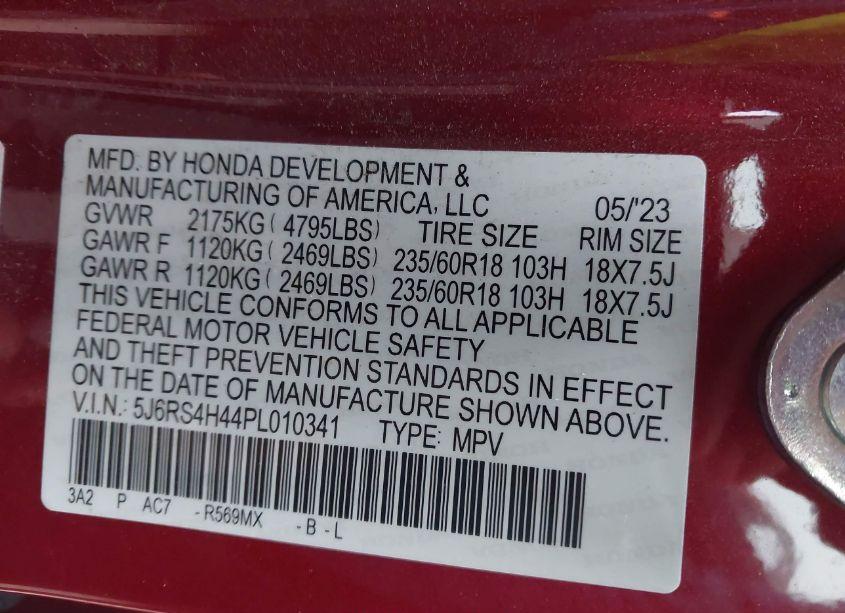 MFD. BY HONDA DEVELOPMENT &
MANUFACTURING OF AMERICA, LLC 05/'23
GVWR 2175KG ( 4795LBS) TIRE SIZE RIM SIZE
GAWR F 1120KG ( 2469LBS) 235/60R18 103H 18X7.5J
GAWR R 1120KG ( 2469LBS) 235/60R18 103H 18X7.5J
THIS VEHICLE CONFORMS TO ALL APPLICABLE
FEDERAL MOTOR VEHICLE SAFETY
AND THEFT PREVENTION STANDARDS IN EFFECT
ON THE DATE OF MANUFACTURE SHOWN ABOVE.
V.I.N.: 5J6RS4H44PL010341 TYPE: MPV
3A2 P AC7 - R569MX - B - L